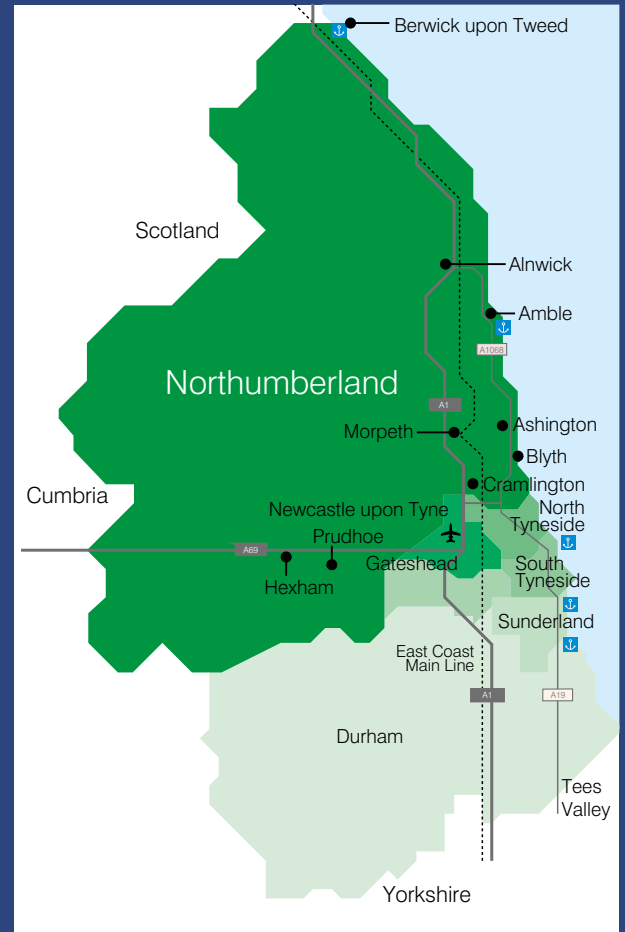 Berwick upon Tweed
Scotland
Alnwick
Amble
A1068
Northumberland
A1
Ashington
Morpeth
Blyth
Cramlington
Cumbria
Newcastle upon Tyne
North
Tyneside
Prudhoe
A69
Gateshead
South
Tyneside
Hexham
Sunderland
East Coast
Main Line
A1
A19
Durham
Tees
Valley
Yorkshire